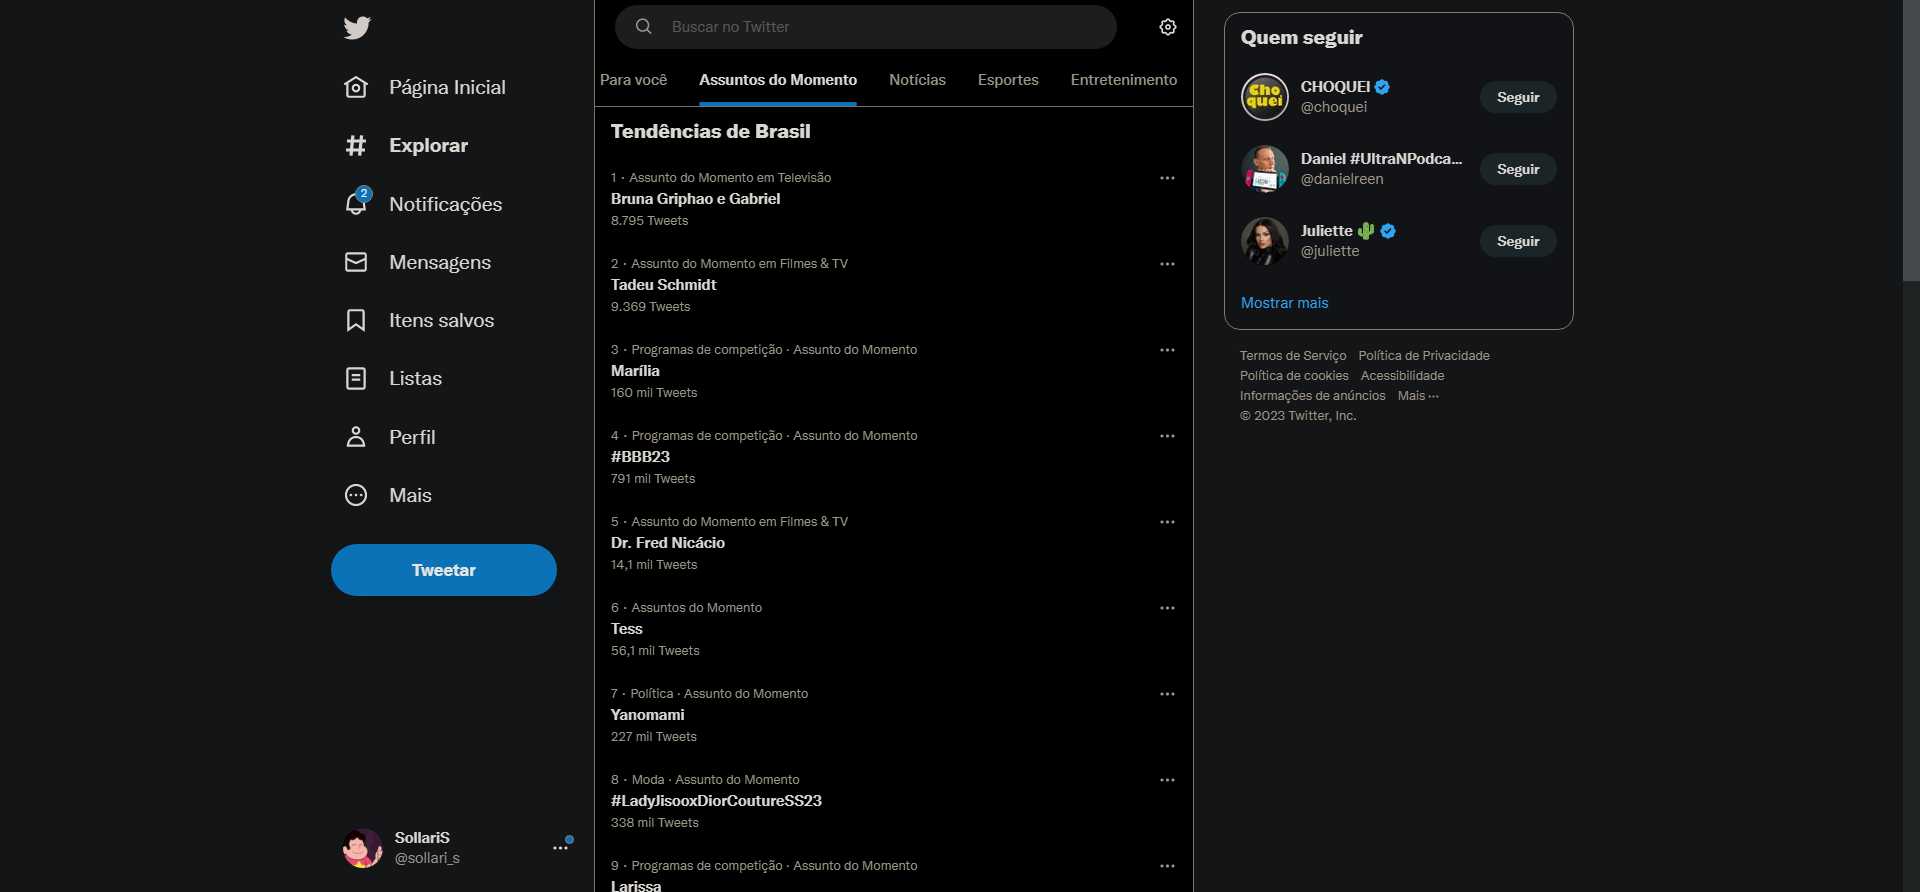 Página Inicial
Explorar
2
Notificações
Mensagens
Itens salvos
Listas
Perfil
Mais
Tweetar
SollariS
@sollari_s
Buscar no Twitter
Para você Assuntos do Momento Notícias Esportes Entretenimento
Tendências de Brasil
1 · Assunto do Momento em Televisão
Bruna Griphao e Gabriel
8.795 Tweets
2 · Assunto do Momento em Filmes & TV
Tadeu Schmidt
9.369 Tweets
3 · Programas de competição · Assunto do Momento
Marília
160 mil Tweets
4 · Programas de competição · Assunto do Momento
#BBB23
791 mil Tweets
5 · Assunto do Momento em Filmes & TV
Dr. Fred Nicácio
14,1 mil Tweets
6 · Assuntos do Momento
Tess
56,1 mil Tweets
7 · Política · Assunto do Momento
Yanomami
227 mil Tweets
8 · Moda · Assunto do Momento
#LadyJisooxDiorCoutureSS23
338 mil Tweets
9 · Programas de competição · Assunto do Momento
Larissa
Quem seguir
Cho
quei
CHOQUEI
@choquei
Seguir
Daniel #UltraNPodca...
@danielreen
Seguir
Juliette
@juliette
Seguir
Mostrar mais
Termos de Serviço Política de Privacidade
Política de cookies Acessibilidade
Informações de anúncios Mais ···
© 2023 Twitter, Inc.